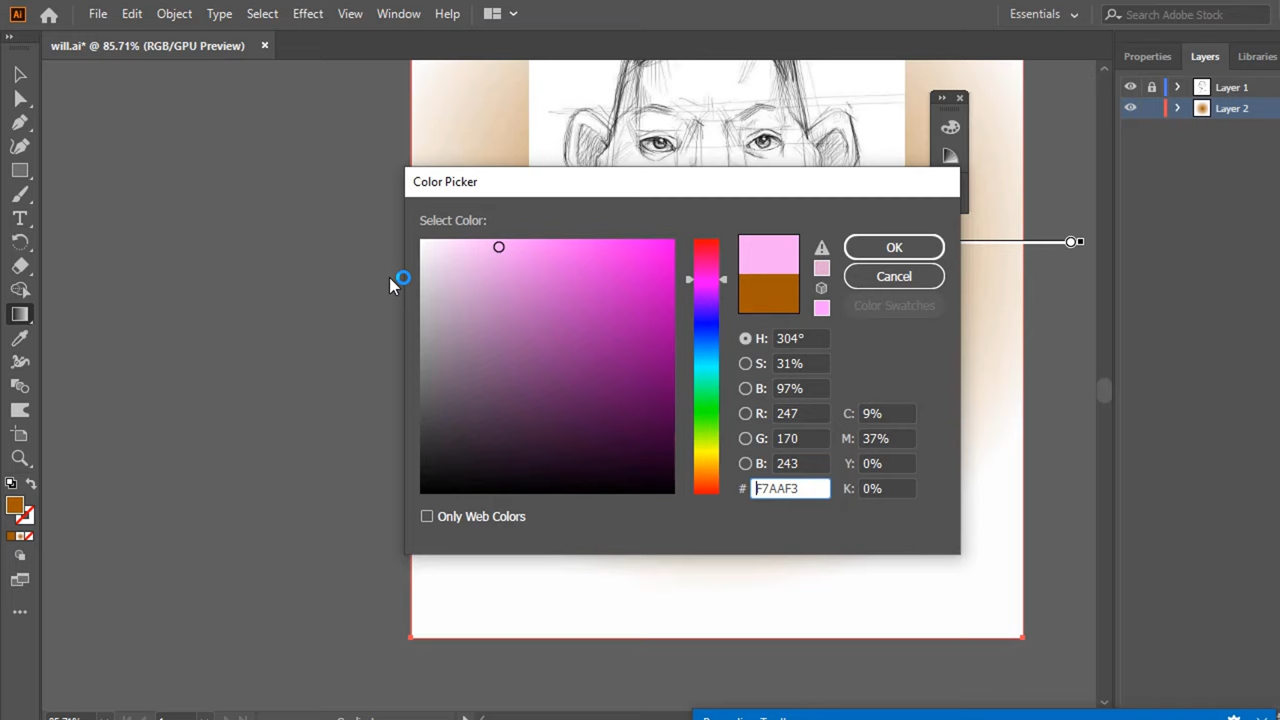 Ai File Edit Object Type Select Effect View Window Help Essentials Search Adobe Stock
will.ai* @ 85.71% (RGB/GPU Preview) ×
Properties Layers Libraries
Layer 1
Layer 2
Color Picker
Select Color:
OK
Cancel
Color Swatches
H: 304°
S: 31%
B: 97%
R: 247 C: 9%
G: 170 M: 37%
B: 243 Y: 0%
# F7AAF3 K: 0%
Only Web Colors